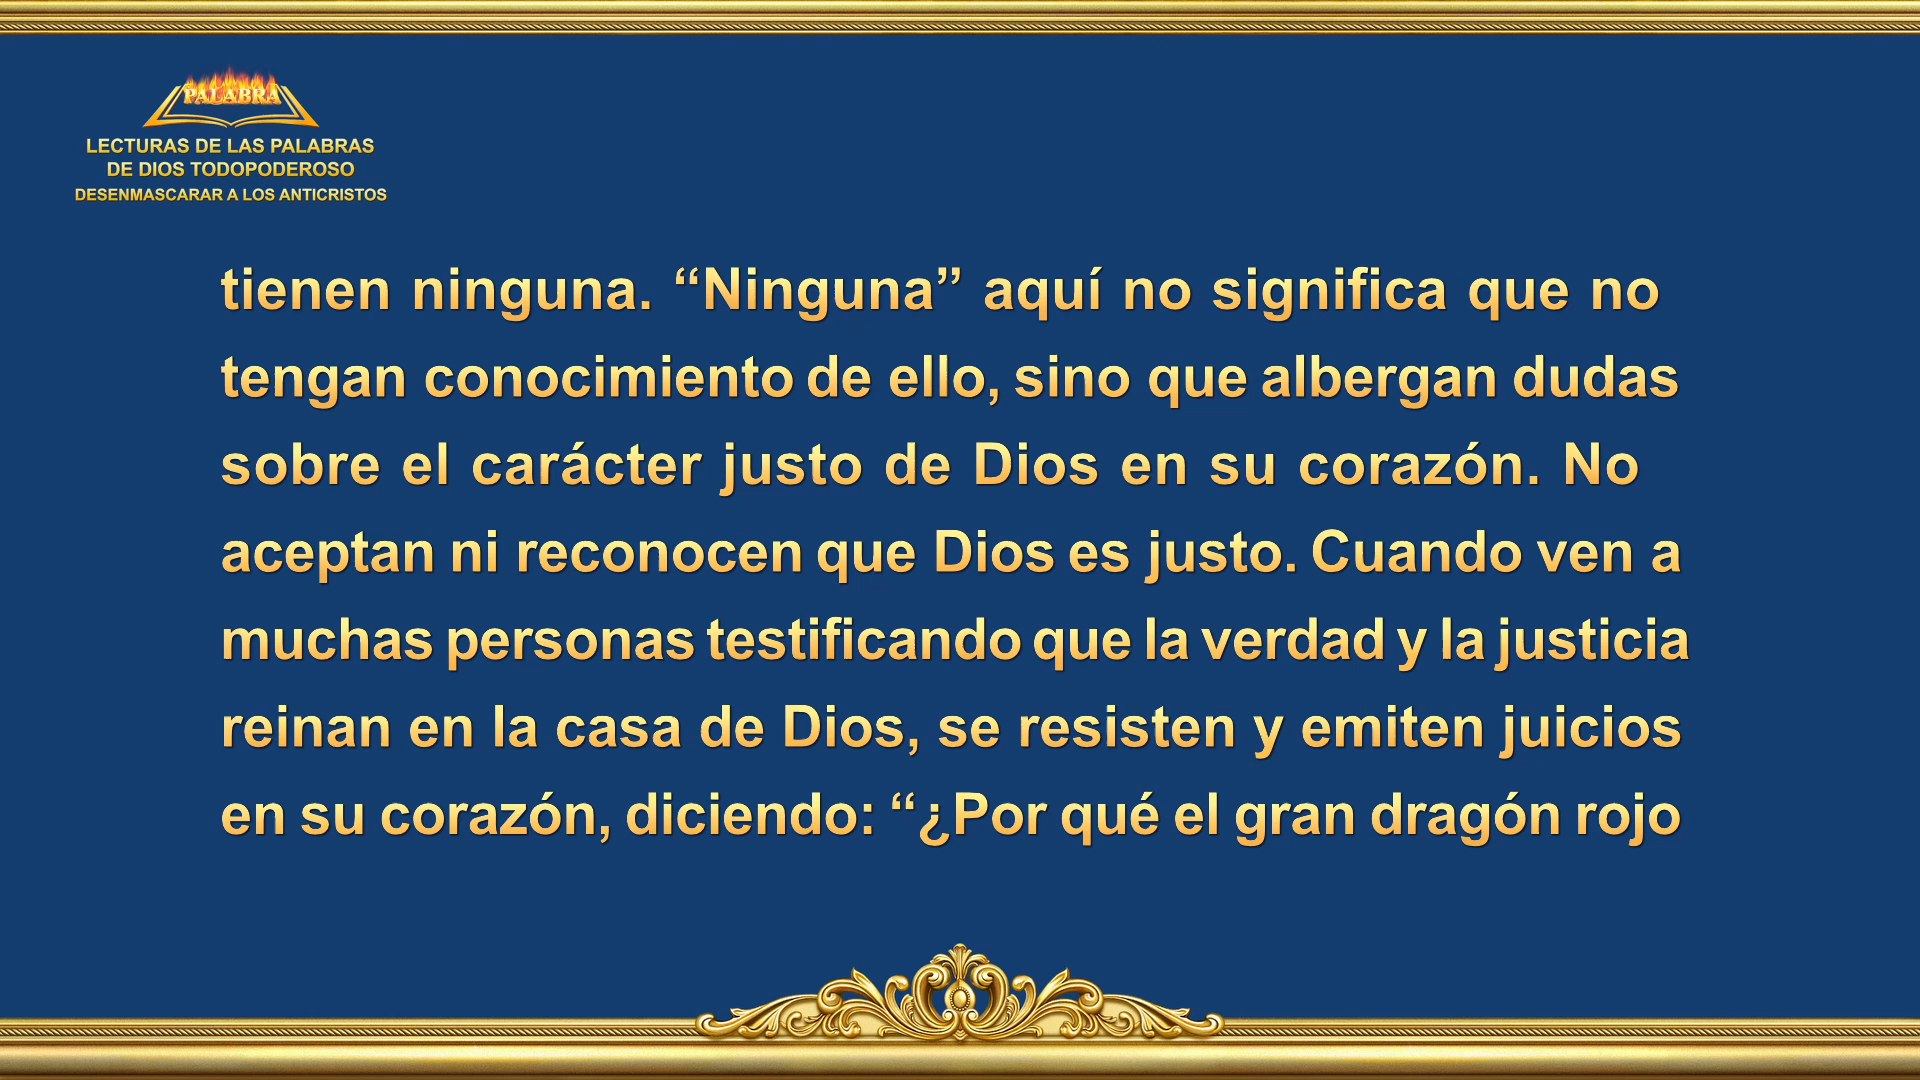 PALABRA
LECTURAS DE LAS PALABRAS
DE DIOS TODOPODEROSO
DESENMASCARAR A LOS ANTICRISTOS
tienen ninguna. “Ninguna” aquí no significa que no
tengan conocimiento de ello, sino que albergan dudas
sobre el carácter justo de Dios en su corazón. No
aceptan ni reconocen que Dios es justo. Cuando ven a
muchas personas testificando que la verdad y la justicia
reinan en la casa de Dios, se resisten y emiten juicios
en su corazón, diciendo: “¿Por qué el gran dragón rojo